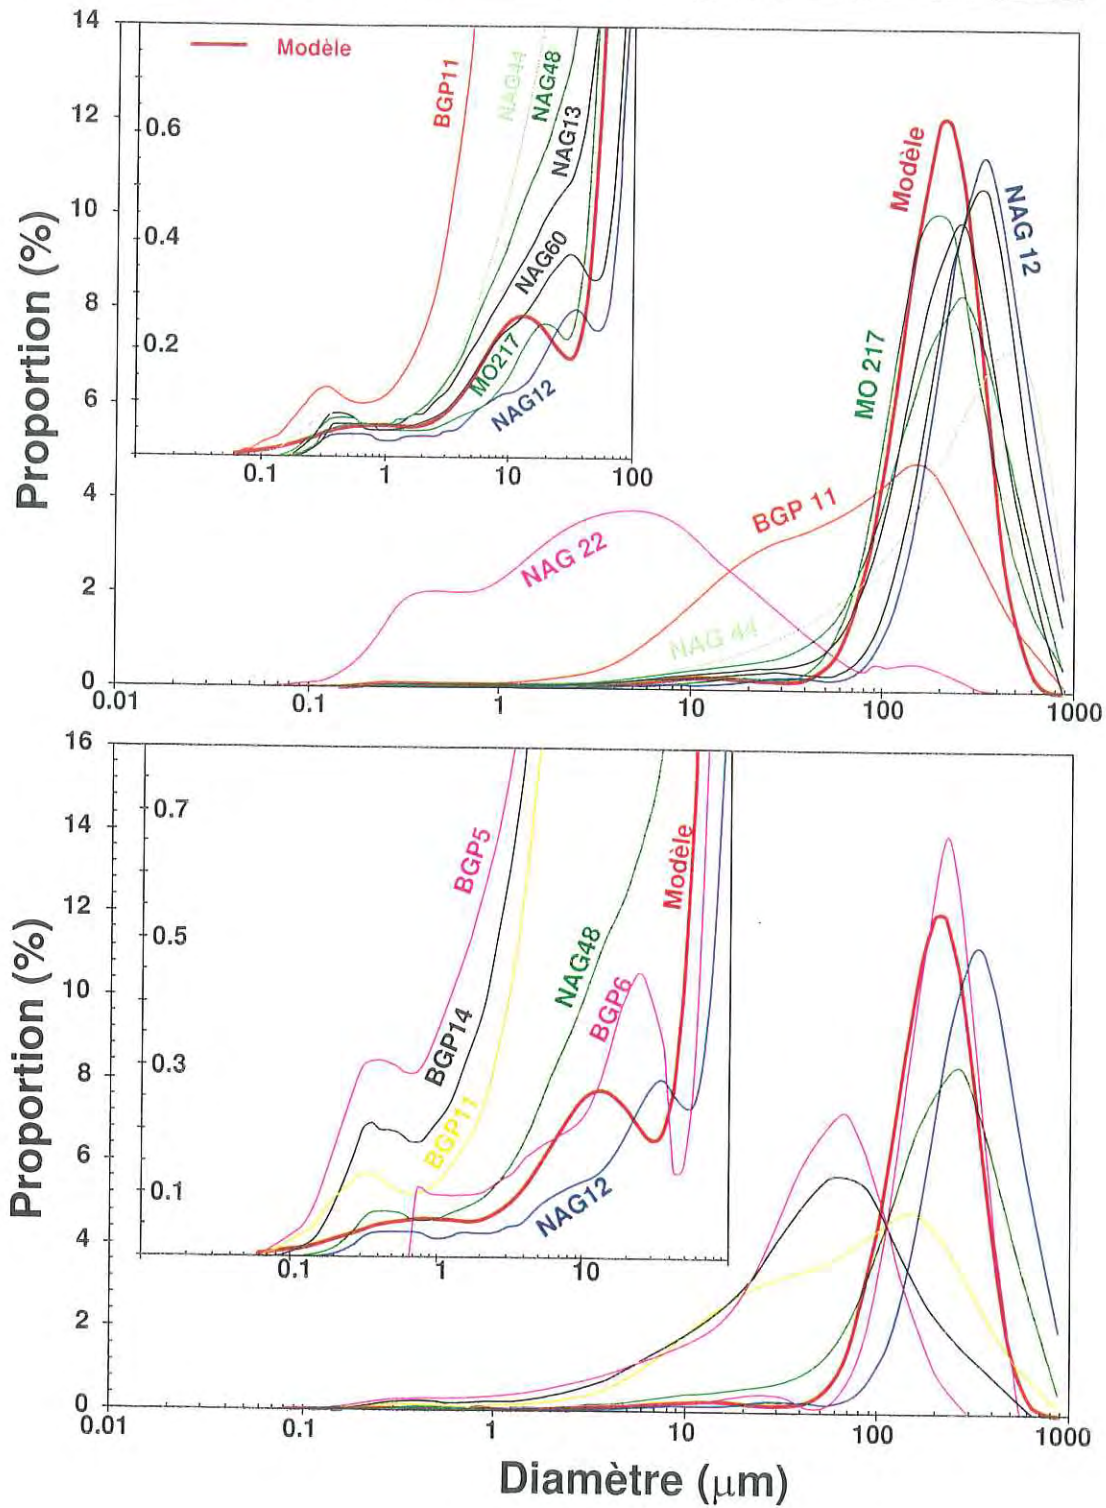 14
12
10
8
6
4
2
0
Proportion (%)
Modèle
0.6
0.4
0.2
BGP11
NAG44
NAG48
NAG13
NAG60
MO217
NAG12
0.1
1
10
100
Modèle
NAG 12
MO 217
BGP 11
NAG 22
NAG 44
0.01
0.1
1
10
100
1000
16
14
12
10
8
6
4
2
0
Proportion (%)
0.7
0.5
0.3
0.1
BGP5
BGP14
BGP11
NAG48
BGP6
Modèle
NAG12
0.1
1
10
0.01
0.1
1
10
100
1000
Diamètre (µm)